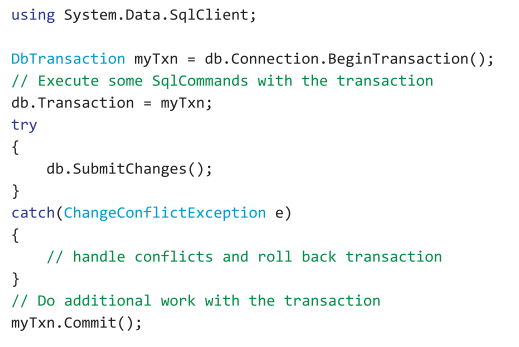 using System.Data.SqlClient;
DbTransaction myTxn = db.Connection.BeginTransaction();
// Execute some SqlCommands with the transaction
db.Transaction = myTxn;
try
{
    db.SubmitChanges();
}
catch(ChangeConflictException e)
{
    // handle conflicts and roll back transaction
}
// Do additional work with the transaction
myTxn.Commit();